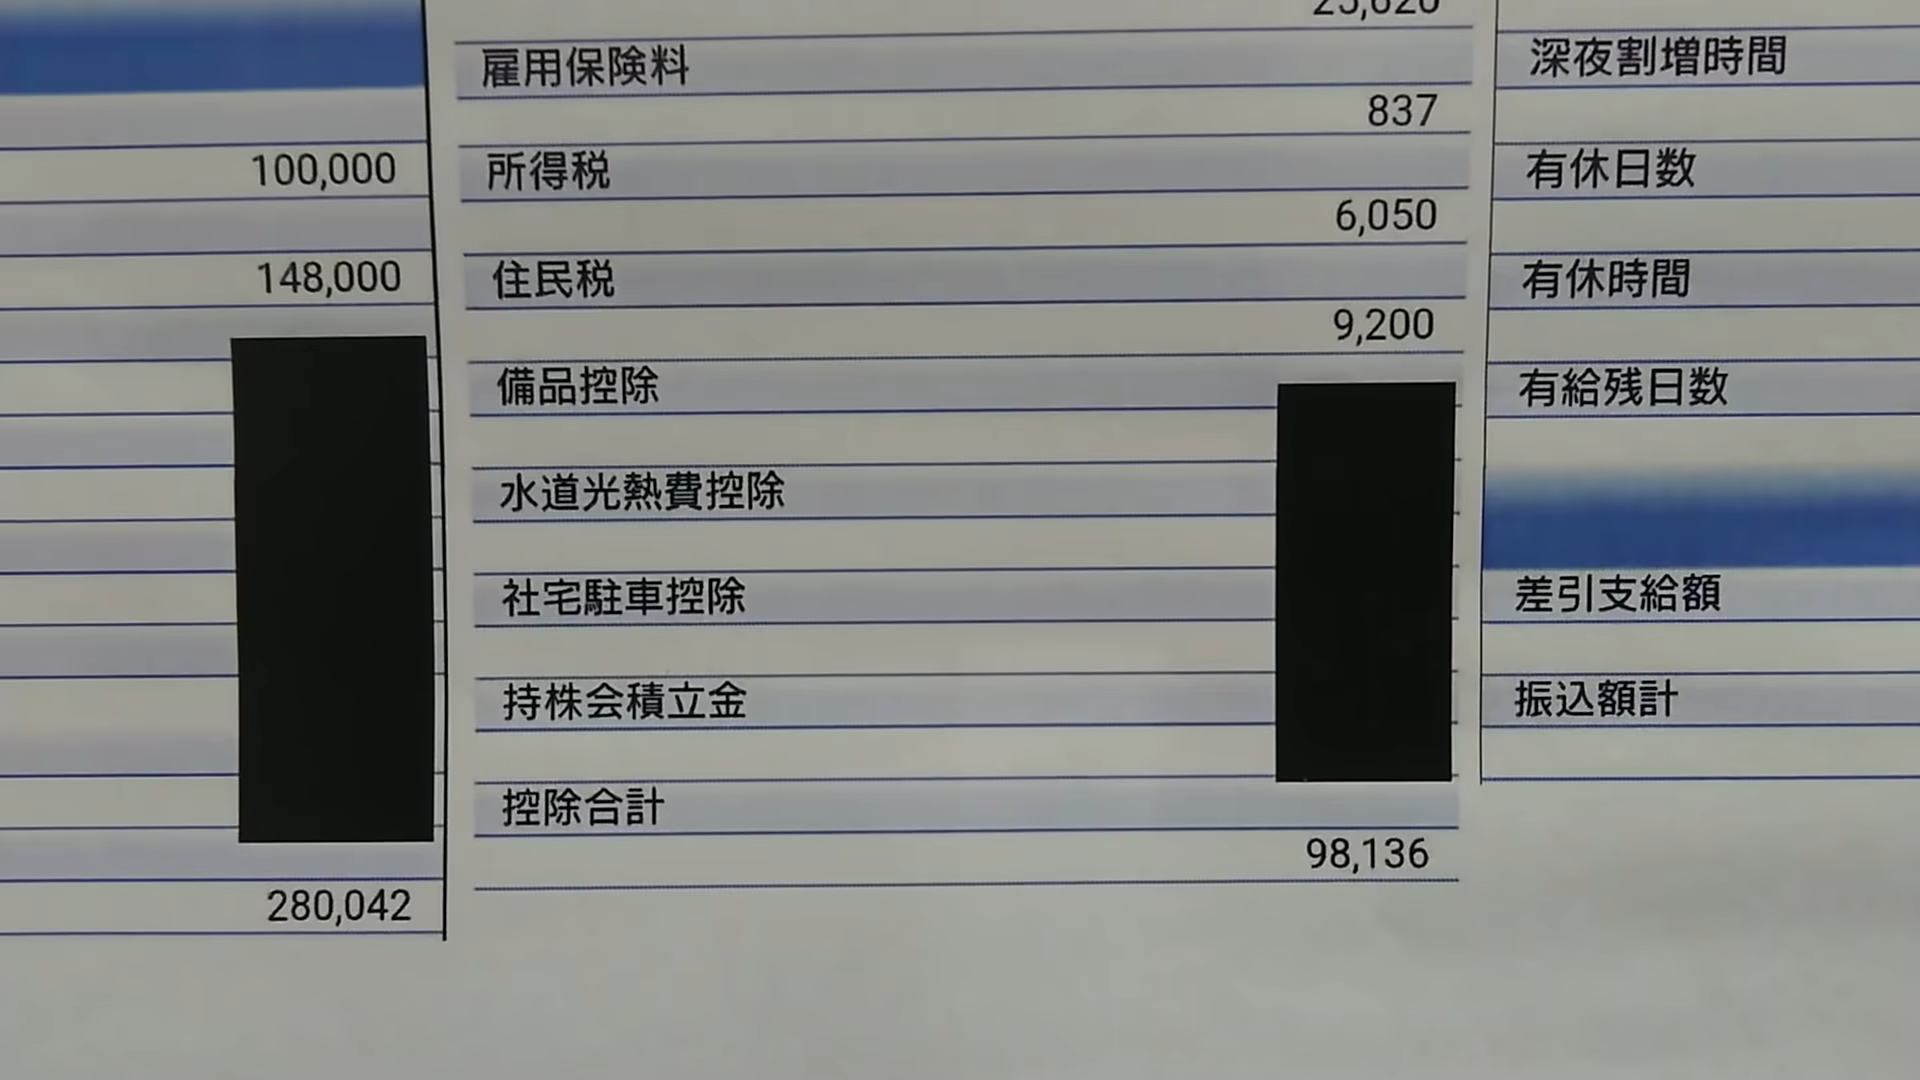 100,000
148,000
280,042
雇用保険料
837
所得税
6,050
住民税
9,200
備品控除
水道光熱費控除
社宅駐車控除
持株会積立金
控除合計
98,136
深夜割増時間
有休日数
有休時間
有給残日数
差引支給額
振込額計